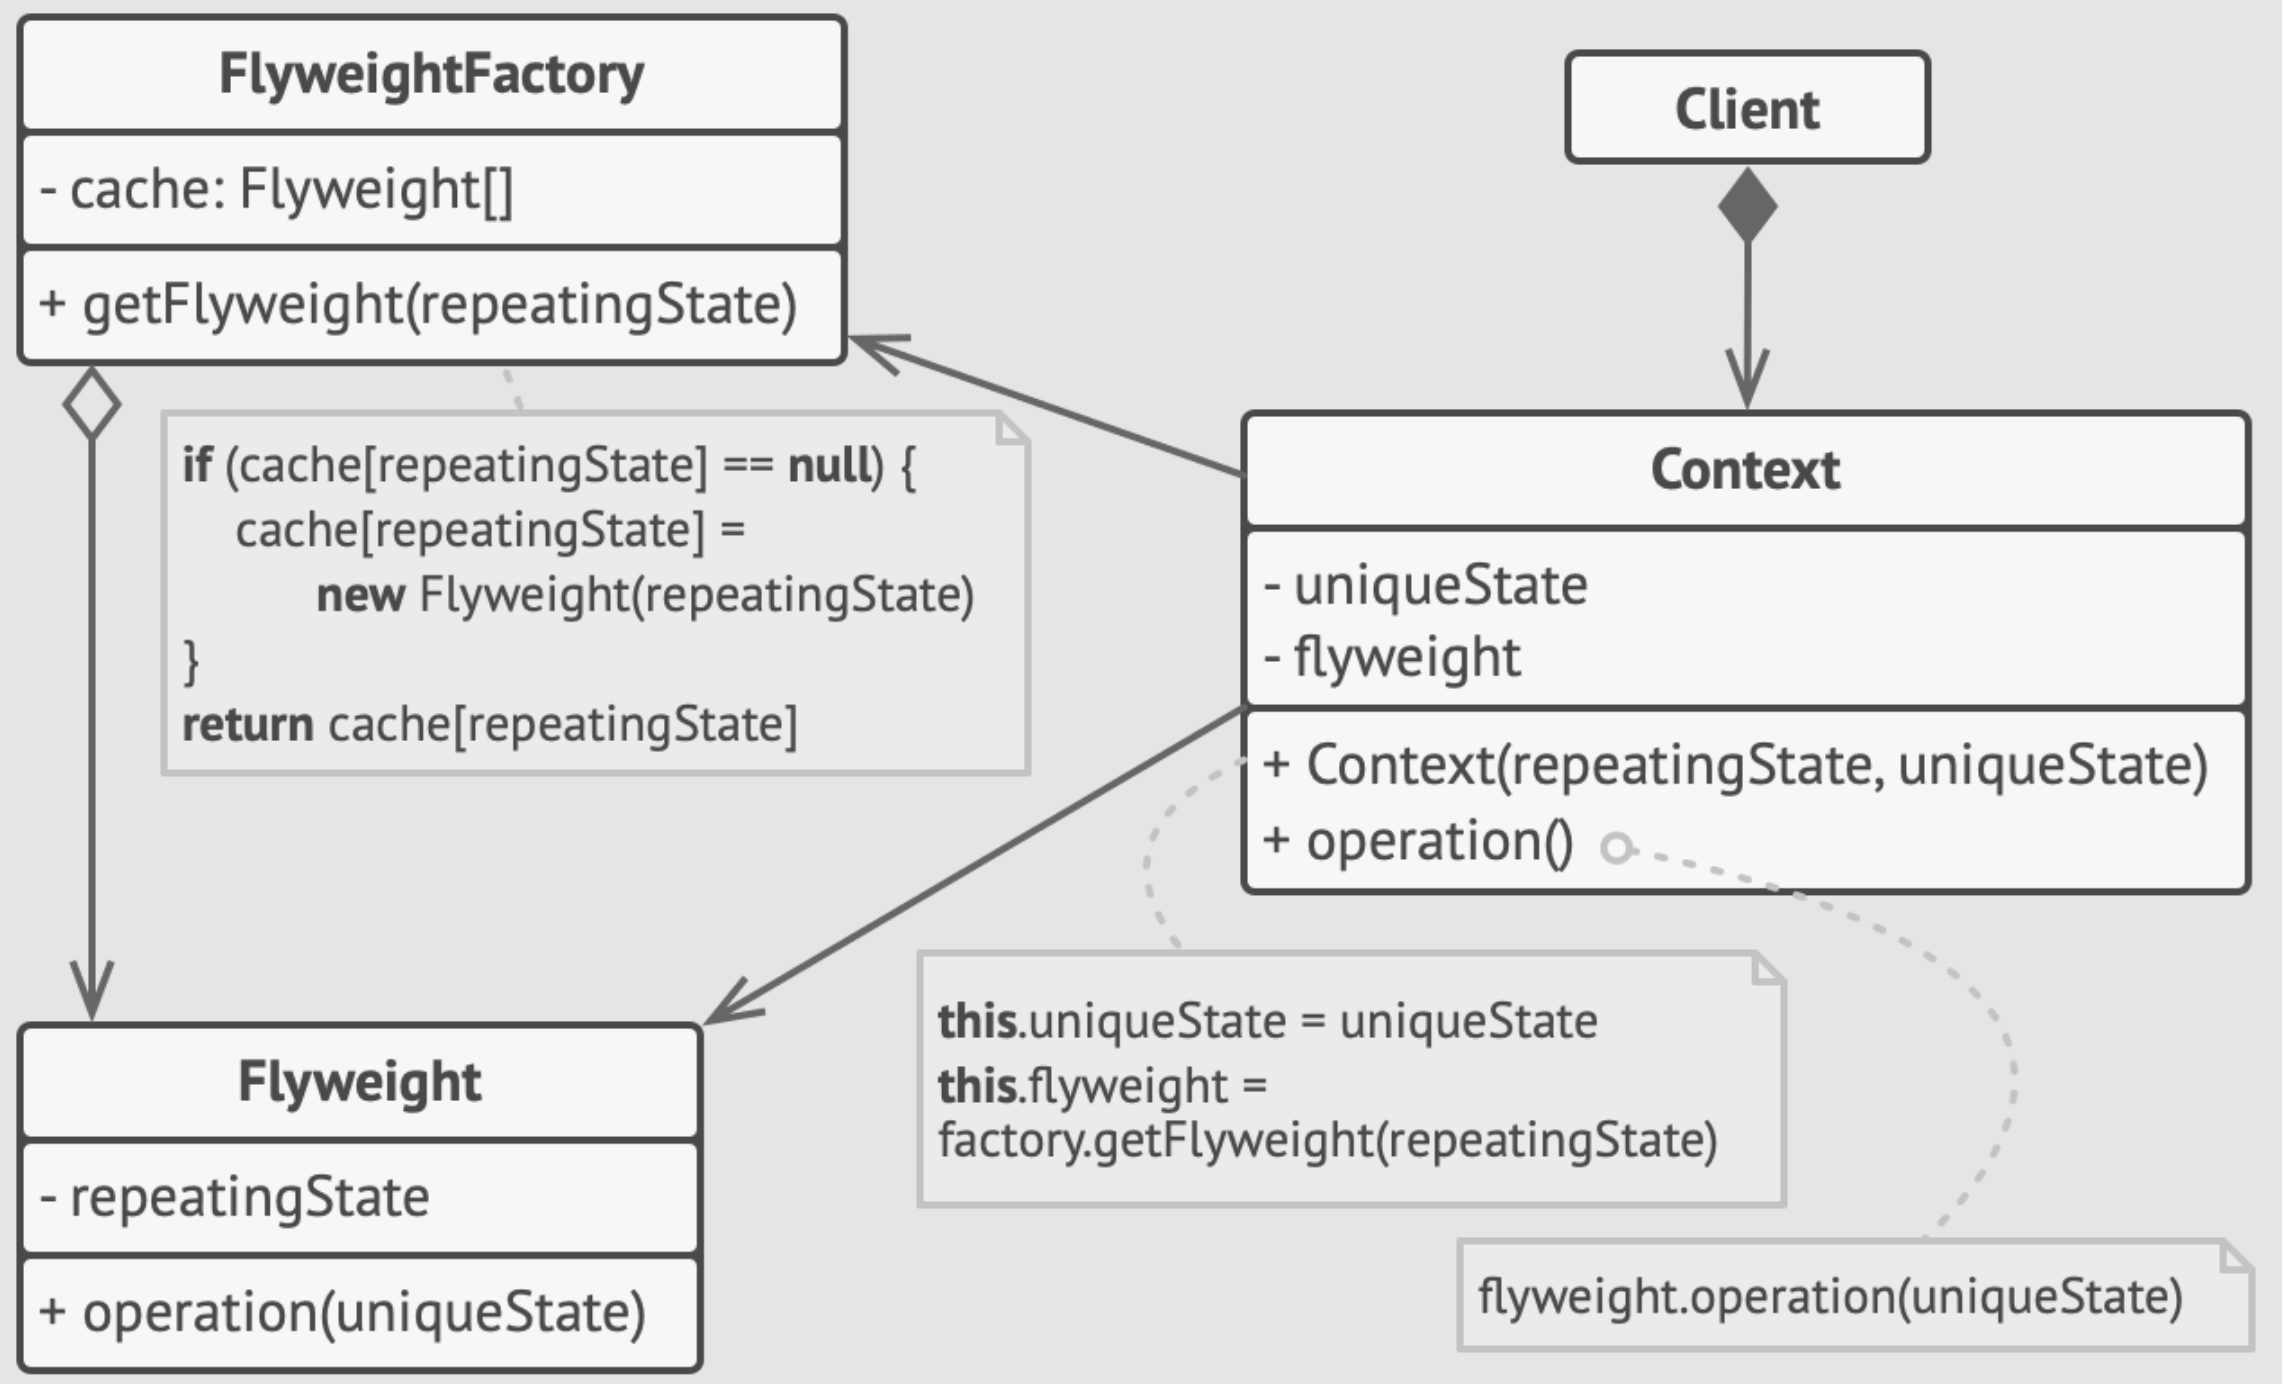 FlyweightFactory
- cache: Flyweight[]
+ getFlyweight(repeatingState)
if (cache[repeatingState] == null) {
cache[repeatingState] =
new Flyweight(repeatingState)
}
return cache[repeatingState]
Client
Context
- uniqueState
- flyweight
+ Context(repeatingState, uniqueState)
+ operation()
this.uniqueState = uniqueState
this.flyweight =
factory.getFlyweight(repeatingState)
flyweight.operation(uniqueState)
Flyweight
- repeatingState
+ operation(uniqueState)